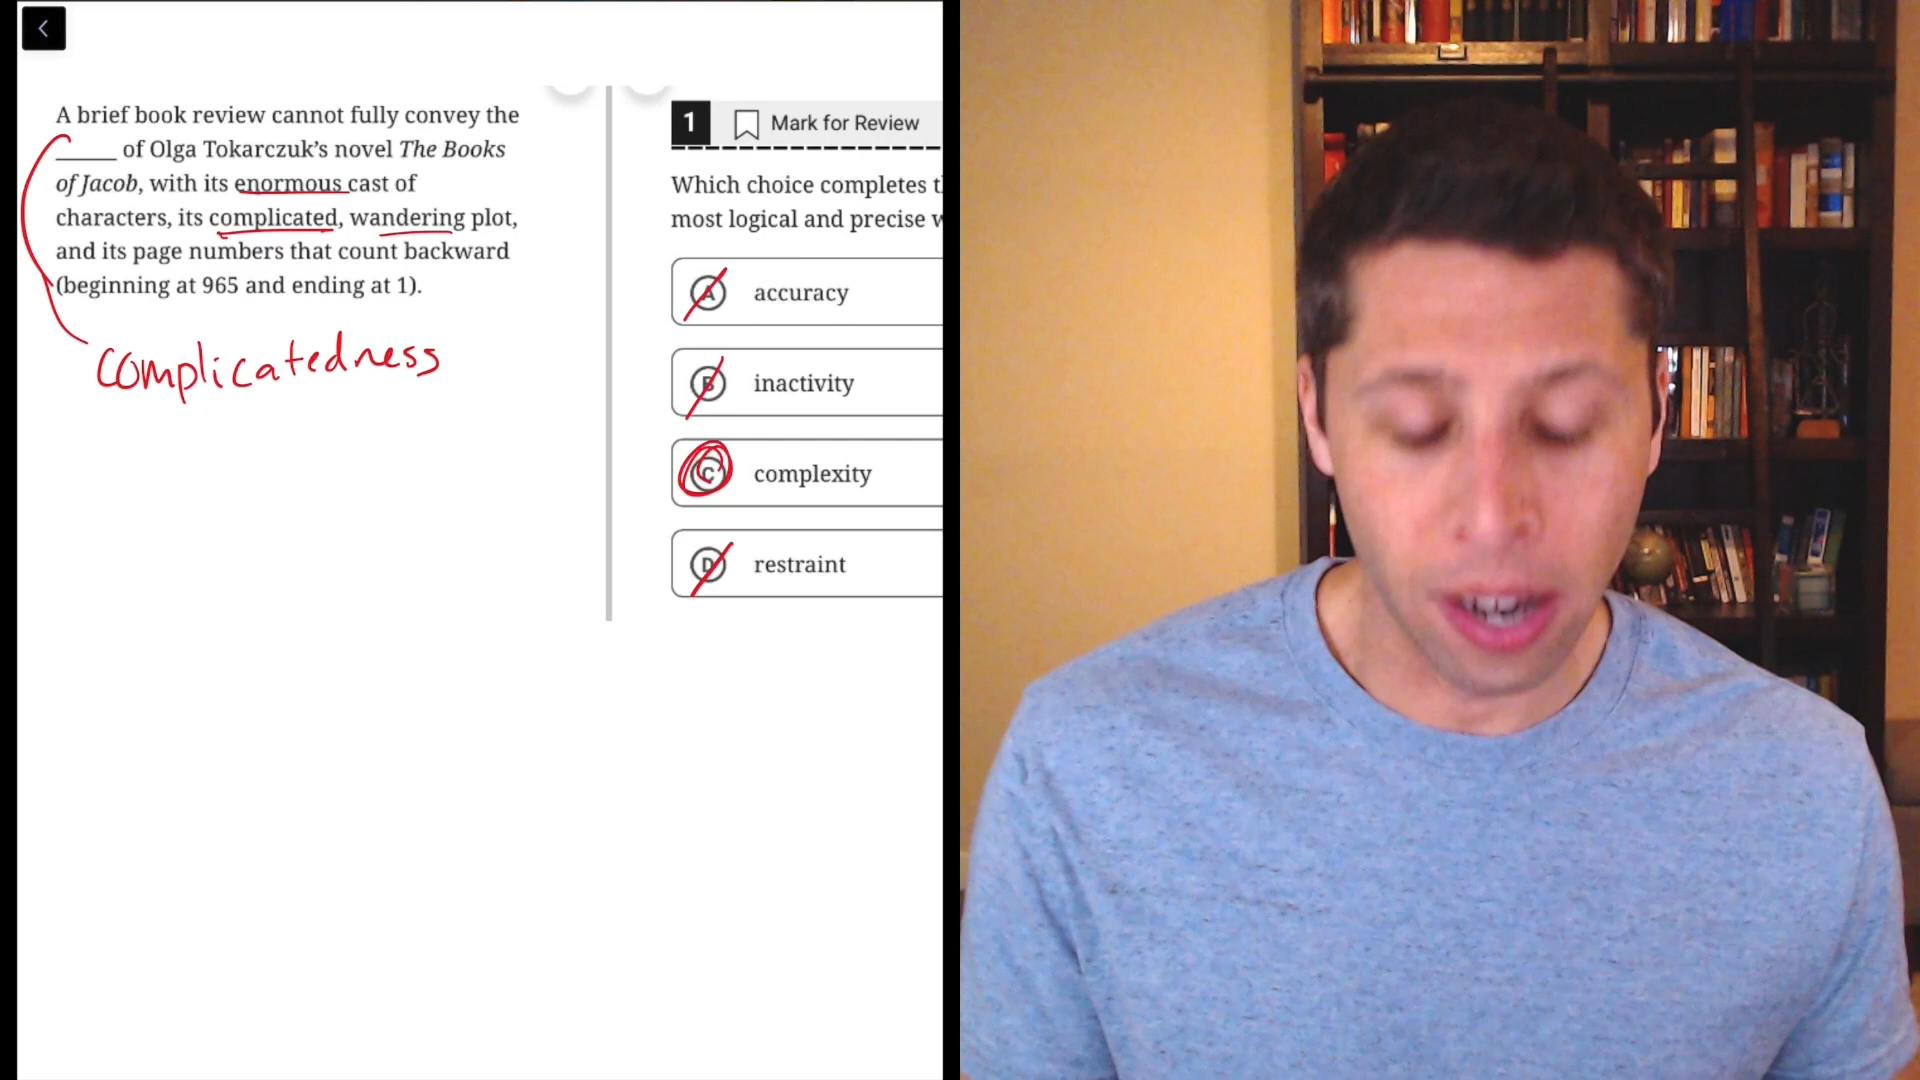 A brief book review cannot fully convey the
_____ of Olga Tokarczuk’s novel The Books
of Jacob, with its enormous cast of
characters, its complicated, wandering plot,
and its page numbers that count backward
(beginning at 965 and ending at 1).
complicatedness
1 Mark for Review
Which choice completes t
most logical and precise w
A accuracy
B inactivity
C complexity
D restraint